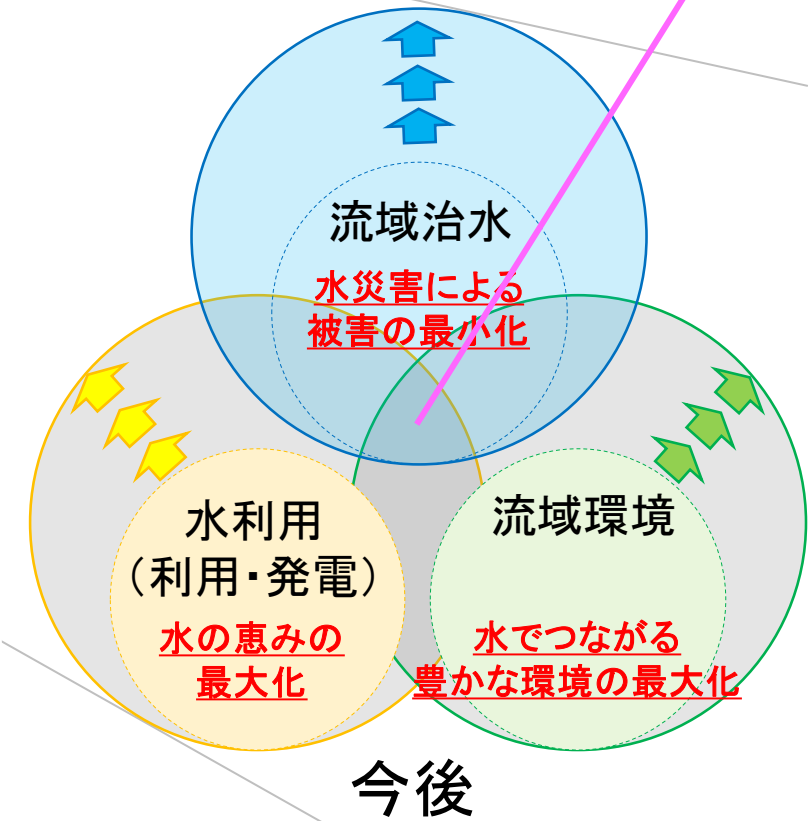 流域治水
水災害による
被害の最小化
水利用
（利用・発電）
水の恵みの
最大化
流域環境
水でつながる
豊かな環境の最大化
今後